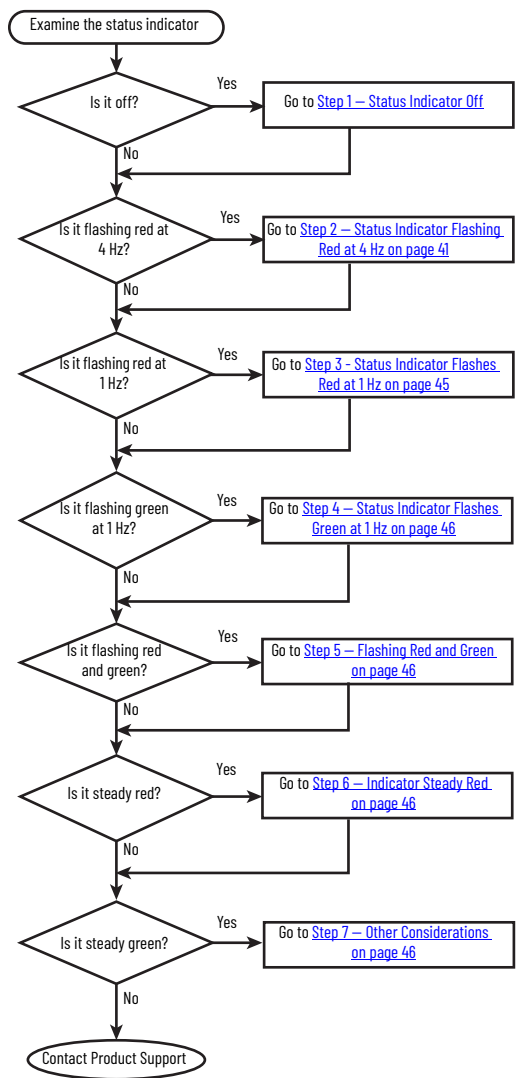 Examine the status indicator
Is it off?
Yes
Go to Step 1 – Status Indicator Off
No
Is it flashing red at
4 Hz?
Yes
Go to Step 2 – Status Indicator Flashing
Red at 4 Hz on page 41
No
Is it flashing red at
1 Hz?
Yes
Go to Step 3 - Status Indicator Flashes
Red at 1 Hz on page 45
No
Is it flashing green
at 1 Hz?
Yes
Go to Step 4 – Status Indicator Flashes
Green at 1 Hz on page 46
No
Is it flashing red
and green?
Yes
Go to Step 5 – Flashing Red and Green
on page 46
No
Is it steady red?
Yes
Go to Step 6 – Indicator Steady Red
on page 46
No
Is it steady green?
Yes
Go to Step 7 – Other Considerations
on page 46
No
Contact Product Support